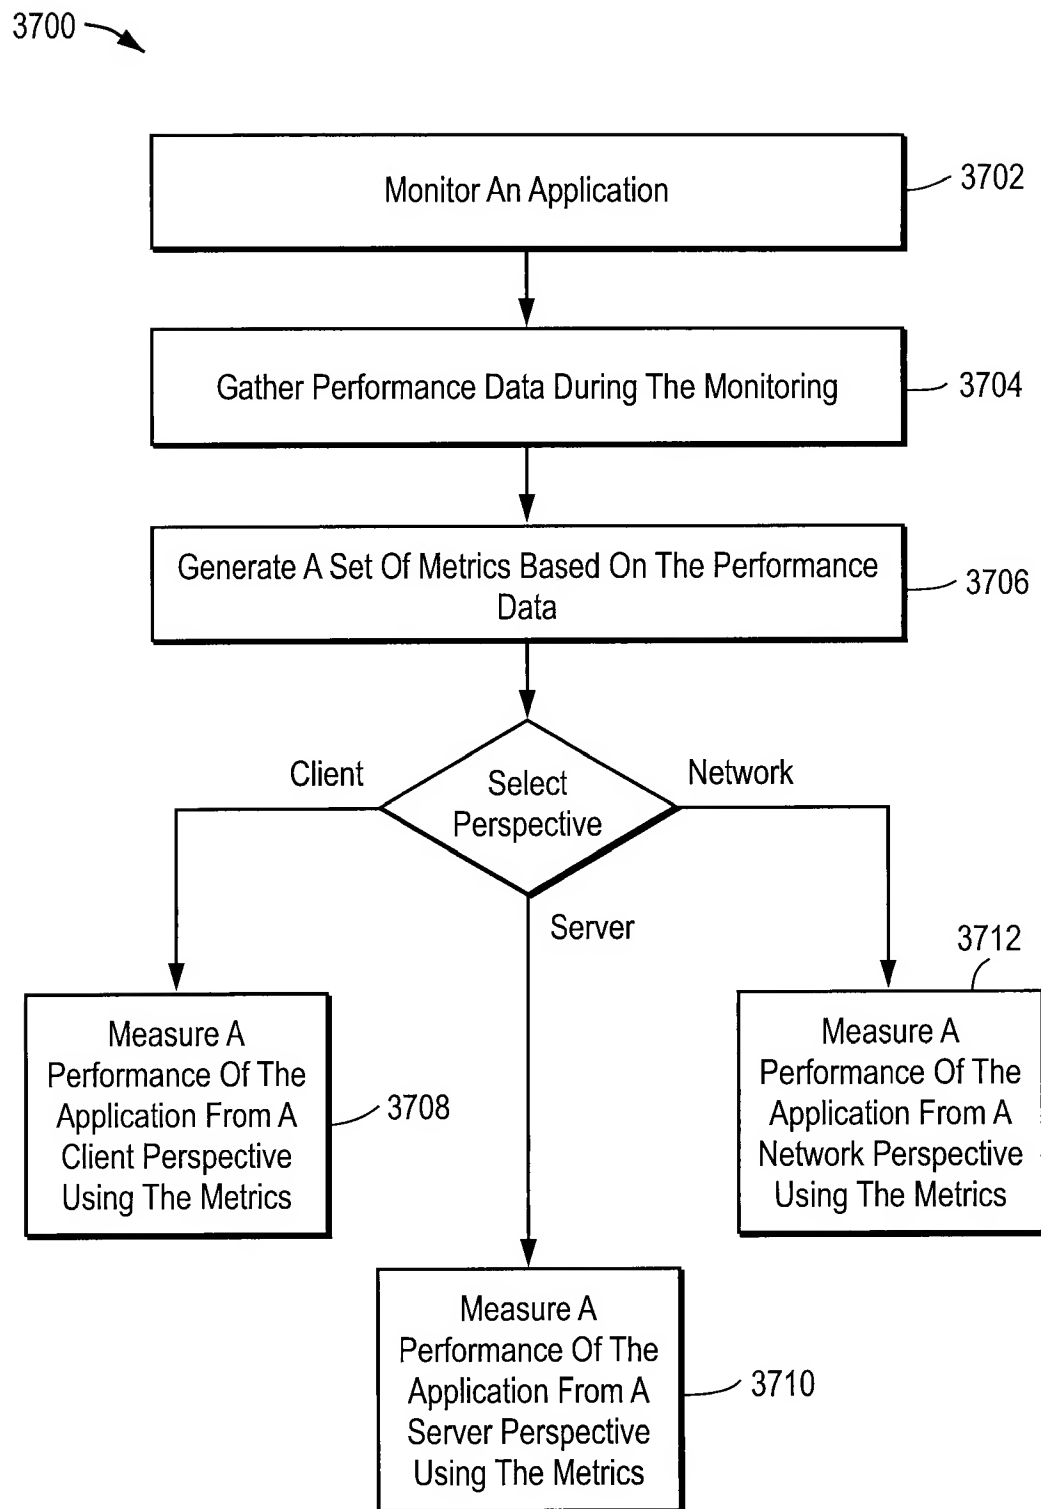 3700
Monitor An Application
3702
Gather Performance Data During The Monitoring
3704
Generate A Set Of Metrics Based On The Performance
Data
3706
Client
Select
Perspective
Network
Server
3712
Measure A
Performance Of The
Application From A
Client Perspective
Using The Metrics
3708
Measure A
Performance Of The
Application From A
Network Perspective
Using The Metrics
Measure A
Performance Of The
Application From A
Server Perspective
Using The Metrics
3710